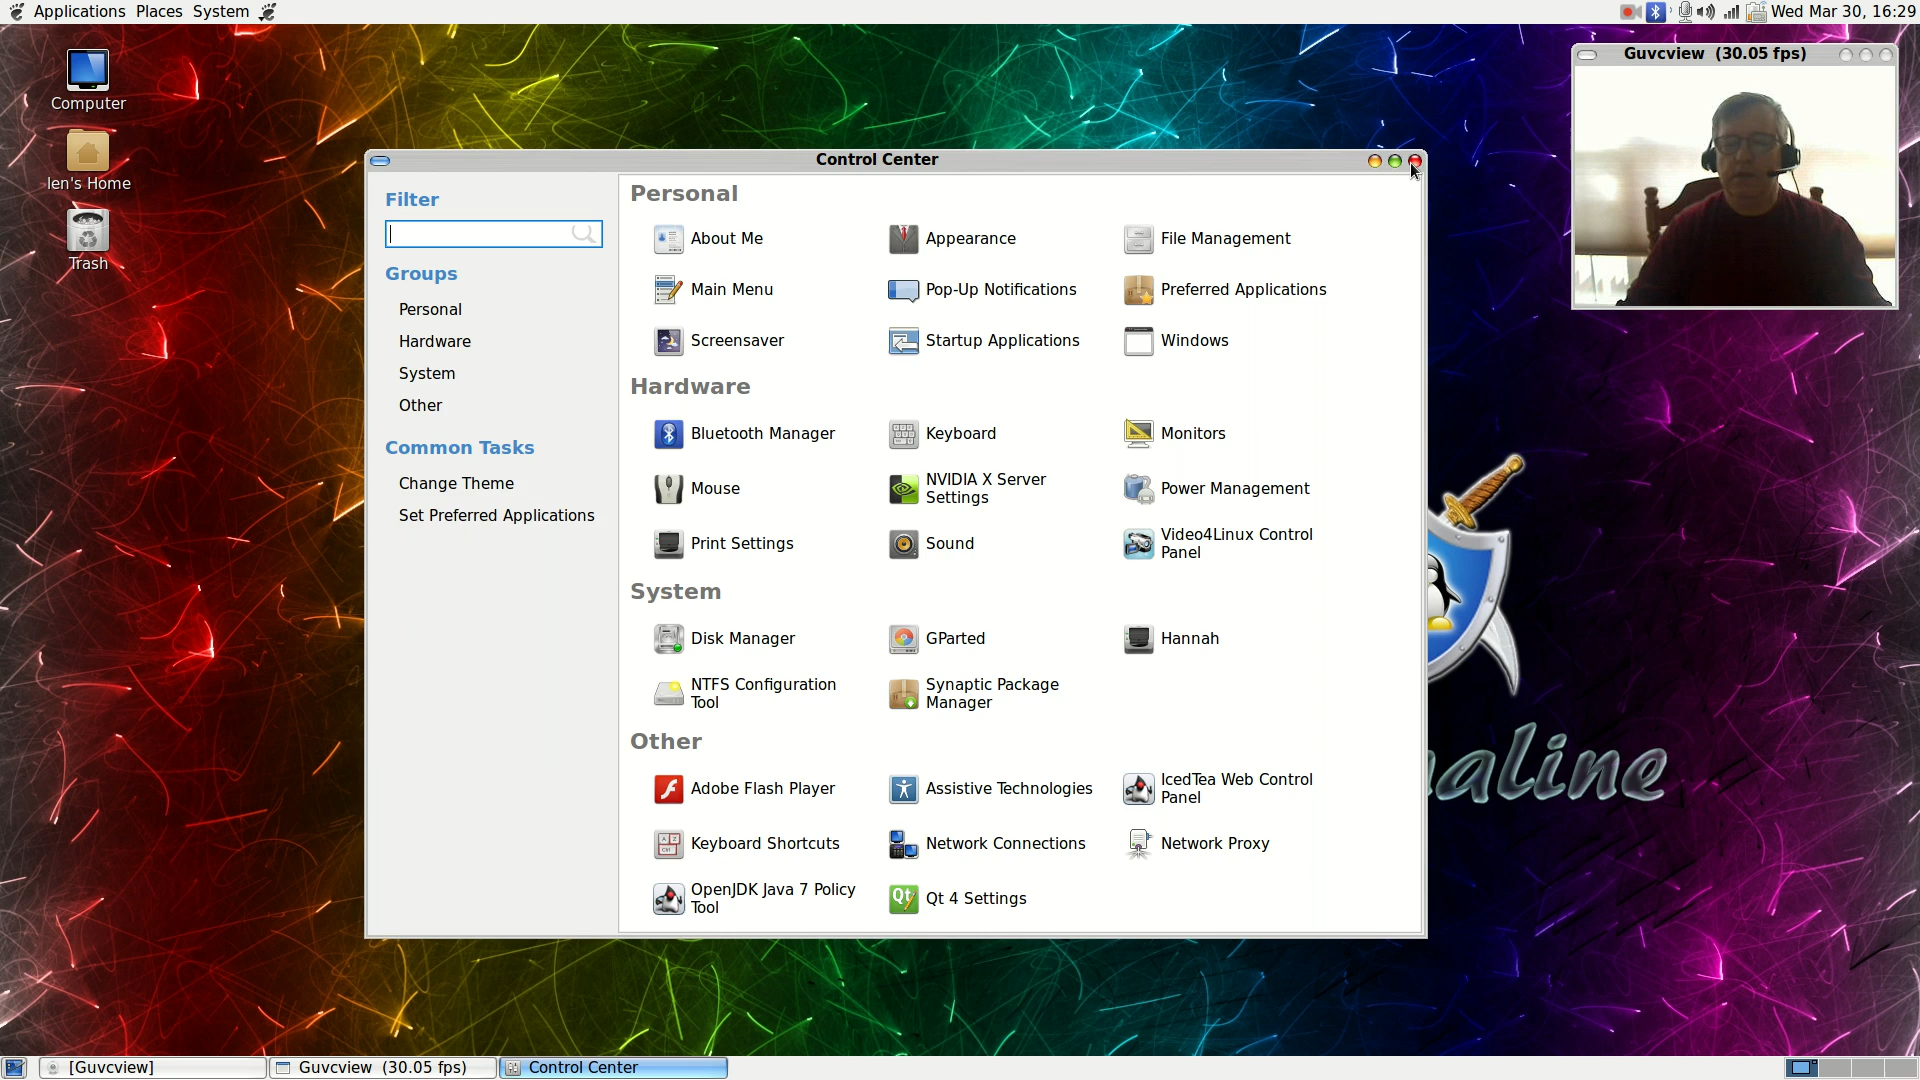 Applications Places System
Wed Mar 30, 16:29
Computer
len's Home
Trash
Guvcview (30.05 fps)
Control Center
Filter
Groups
Personal
Hardware
System
Other
Common Tasks
Change Theme
Set Preferred Applications
Personal
About Me
Appearance
File Management
Main Menu
Pop-Up Notifications
Preferred Applications
Screensaver
Startup Applications
Windows
Hardware
Bluetooth Manager
Keyboard
Monitors
Mouse
NVIDIA X Server
Settings
Power Management
Print Settings
Sound
Video4Linux Control
Panel
System
Disk Manager
GParted
Hannah
NTFS Configuration
Tool
Synaptic Package
Manager
Other
Adobe Flash Player
Assistive Technologies
IcedTea Web Control
Panel
Keyboard Shortcuts
Network Connections
Network Proxy
OpenJDK Java 7 Policy
Tool
Qt 4 Settings
[Guvcview]
Guvcview (30.05 fps)
Control Center